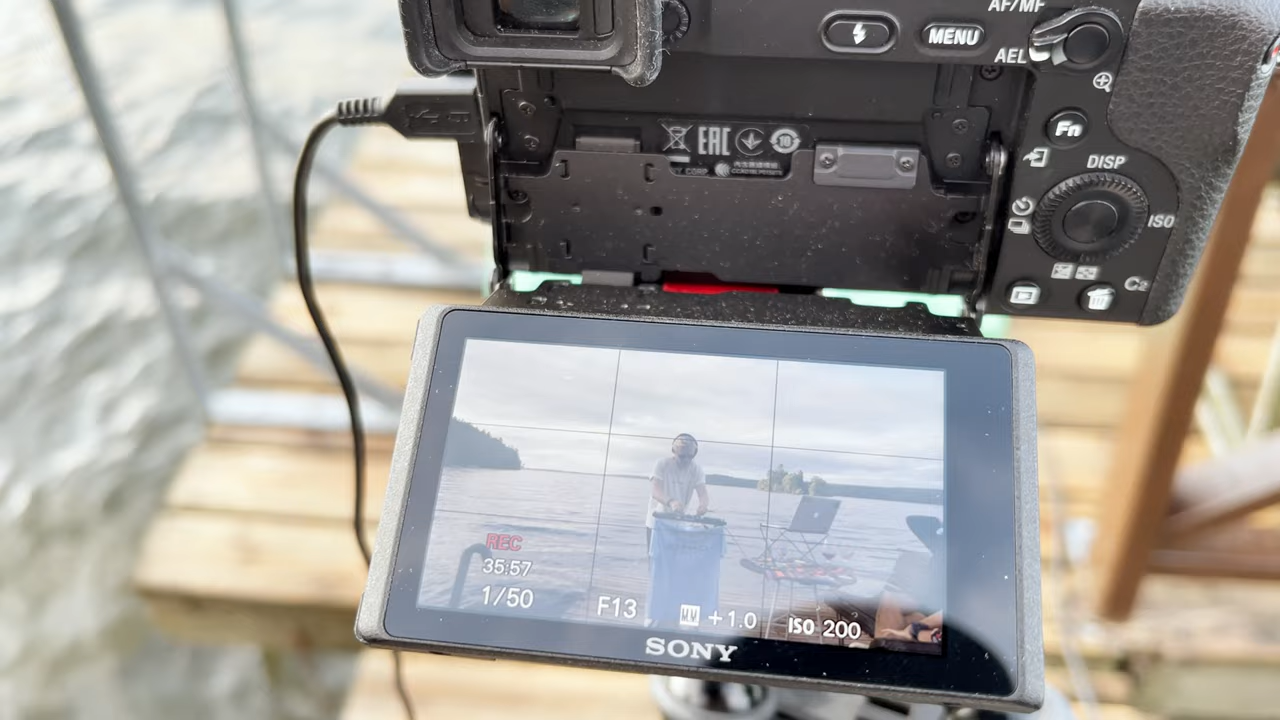 AF/MF
MENU
AEL
Fn
EAC
10
DISP
ISO
C2
REC
35:57
1/50
F13
M.M +1.0
ISO 200
SONY